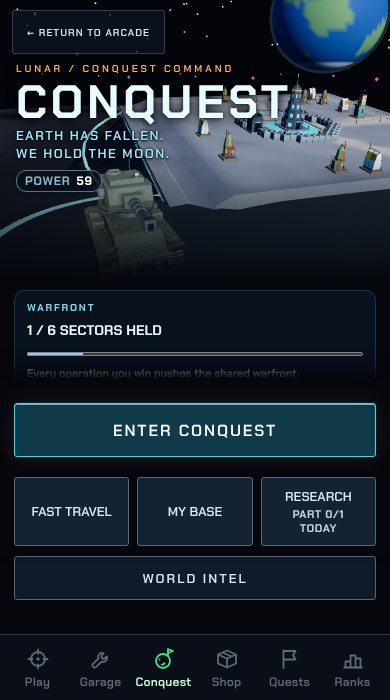 ← RETURN TO ARCADE
LUNAR / CONQUEST COMMAND
CONQUEST
EARTH HAS FALLEN.
WE HOLD THE MOON.
POWER 59
WARFRONT
1 / 6 SECTORS HELD
Every operation you win pushes the shared warfront.
ENTER CONQUEST
FAST TRAVEL
MY BASE
RESEARCH
PART 0/1
TODAY
WORLD INTEL
Play
Garage
Conquest
Shop
Quests
Ranks